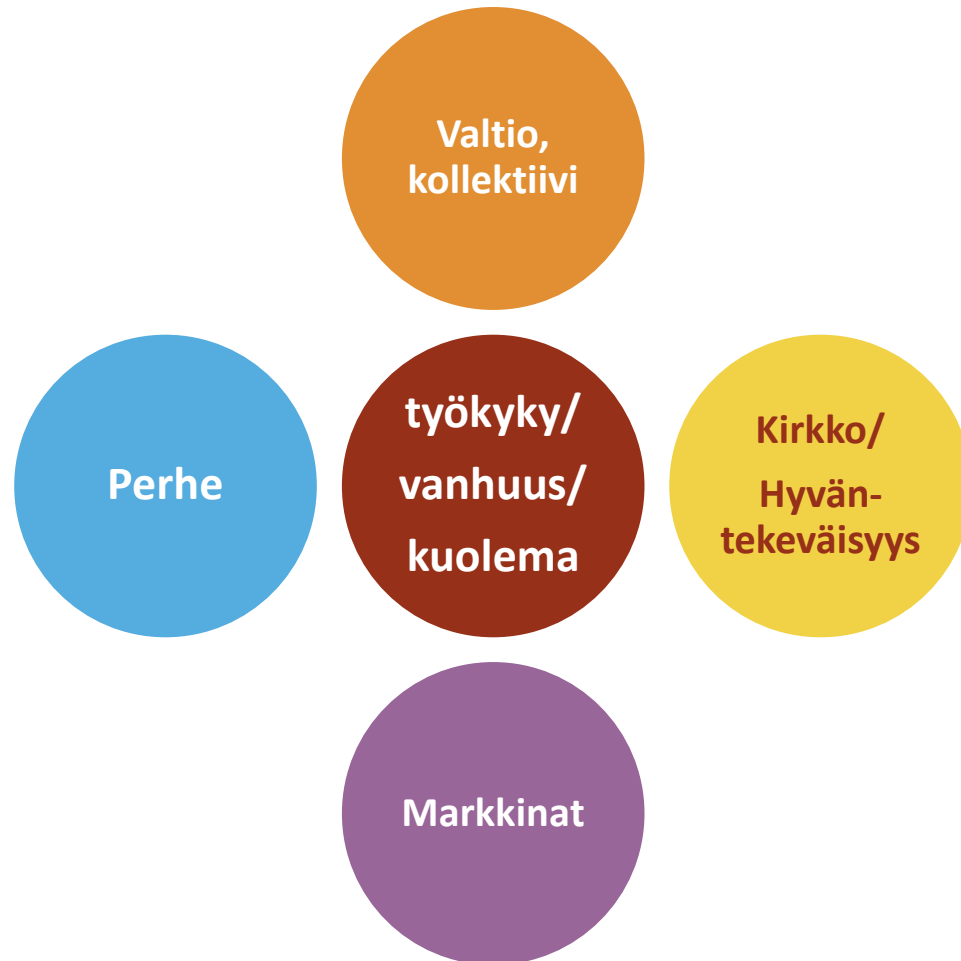 Valtio,
kollektiivi
Perhe
työkyky/
vanhuus/
kuolema
Kirkko/
Hyvän-
tekeväisyys
Markkinat